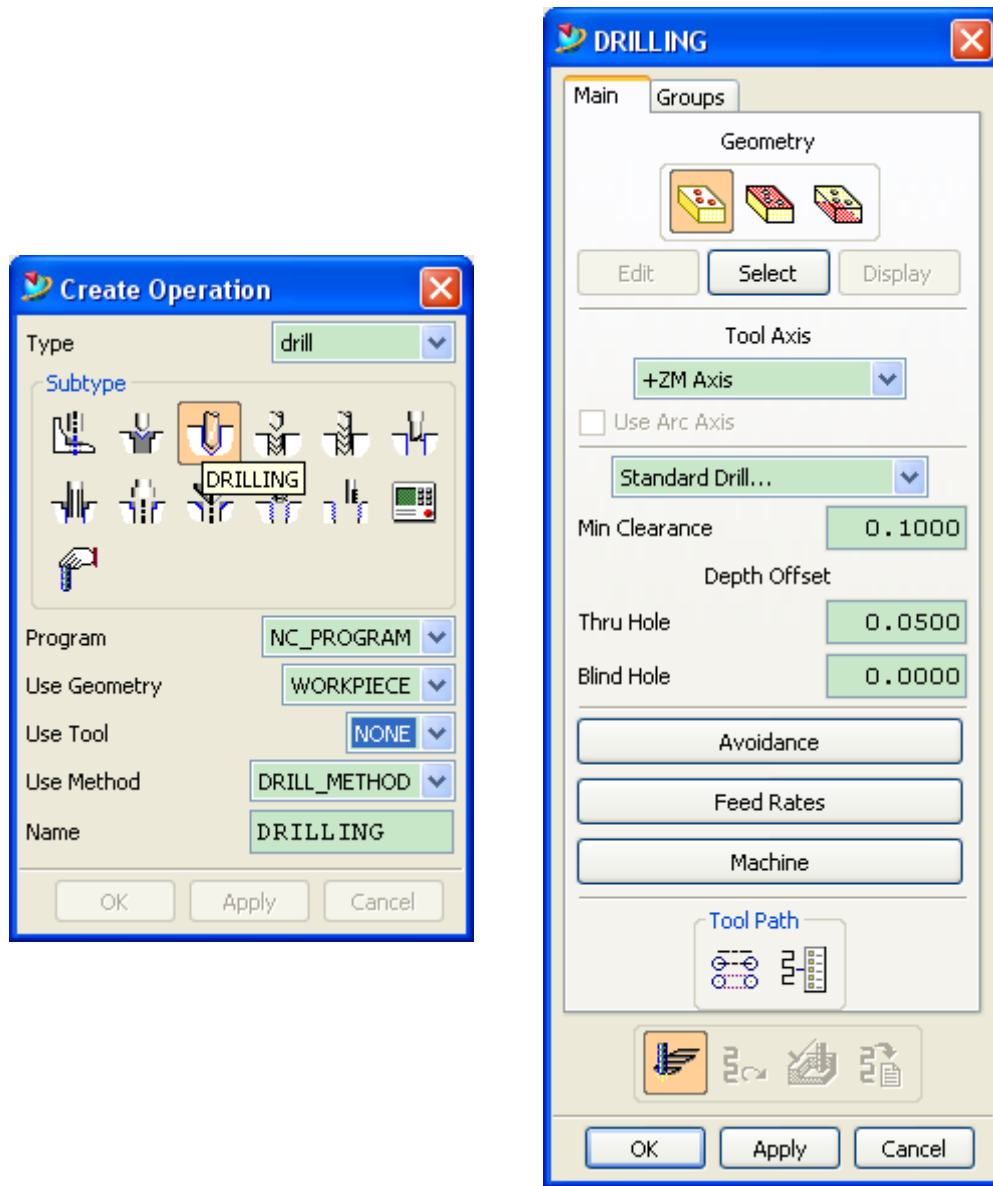 Create Operation
Type drill
Subtype
DRILLING
Program NC_PROGRAM
Use Geometry WORKPIECE
Use Tool NONE
Use Method DRILL_METHOD
Name DRILLING
OK Apply Cancel
DRILLING
Main Groups
Geometry
Edit Select Display
Tool Axis
+ZM Axis
Use Arc Axis
Standard Drill...
Min Clearance 0.1000
Depth Offset
Thru Hole 0.0500
Blind Hole 0.0000
Avoidance
Feed Rates
Machine
Tool Path
OK Apply Cancel